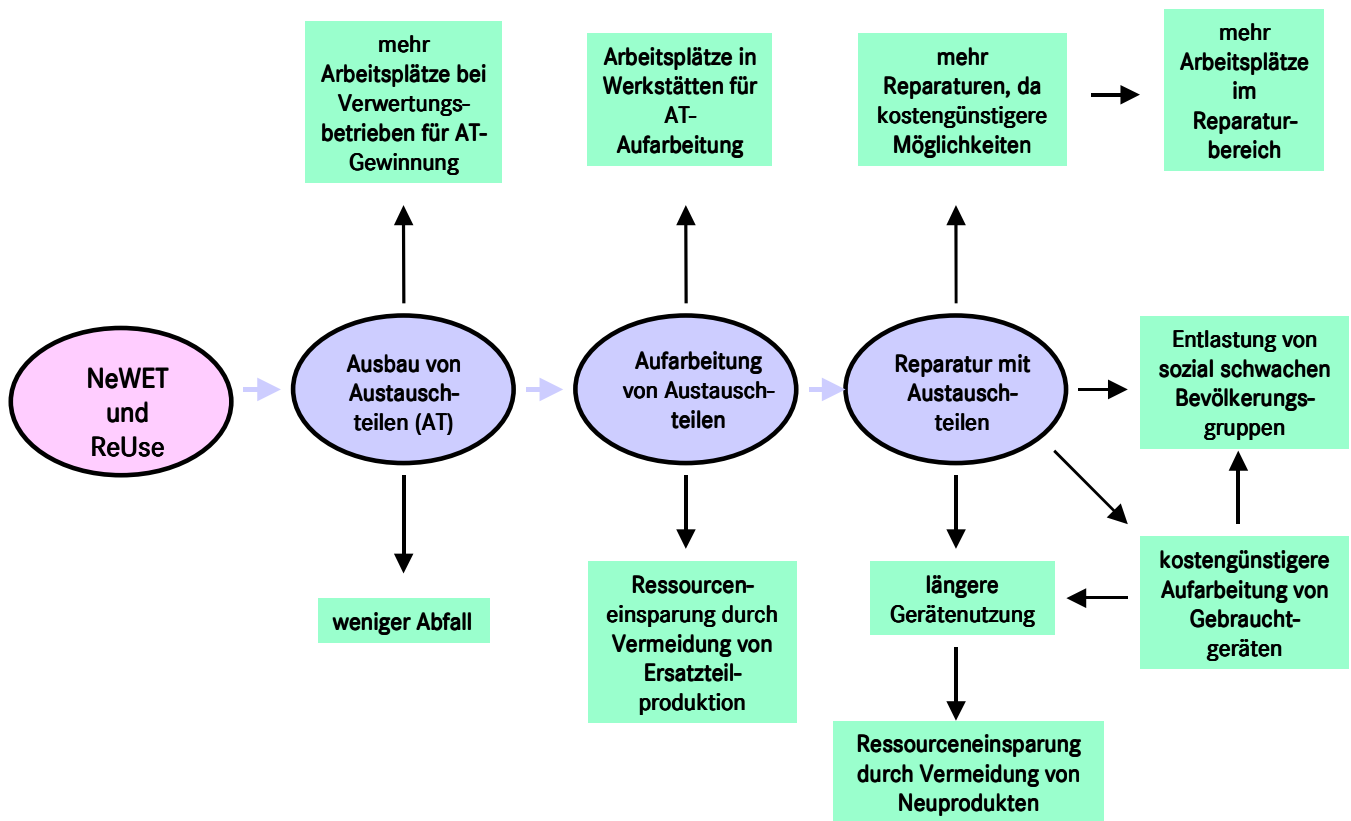 mehr
Arbeitsplätze bei
Verwertungs-
betrieben für AT-
Gewinnung
Arbeitsplätze in
Werkstätten für
AT-
Aufarbeitung
mehr
Reparaturen, da
kostengünstigere
Möglichkeiten
mehr
Arbeitsplätze
im
Reparatur-
bereich
NeWET
und
ReUse
Ausbau von
Austausch-
teilen (AT)
Aufarbeitung
von Austausch-
teilen
Reparatur mit
Austausch-
teilen
Entlastung von
sozial schwachen
Bevölkerungs-
gruppen
weniger Abfall
Ressourcen-
einsparung durch
Vermeidung von
Ersatzteil-
produktion
längere
Gerätenutzung
kostengünstigere
Aufarbeitung von
Gebraucht-
geräten
Ressourceneinsparung
durch Vermeidung von
Neuprodukten